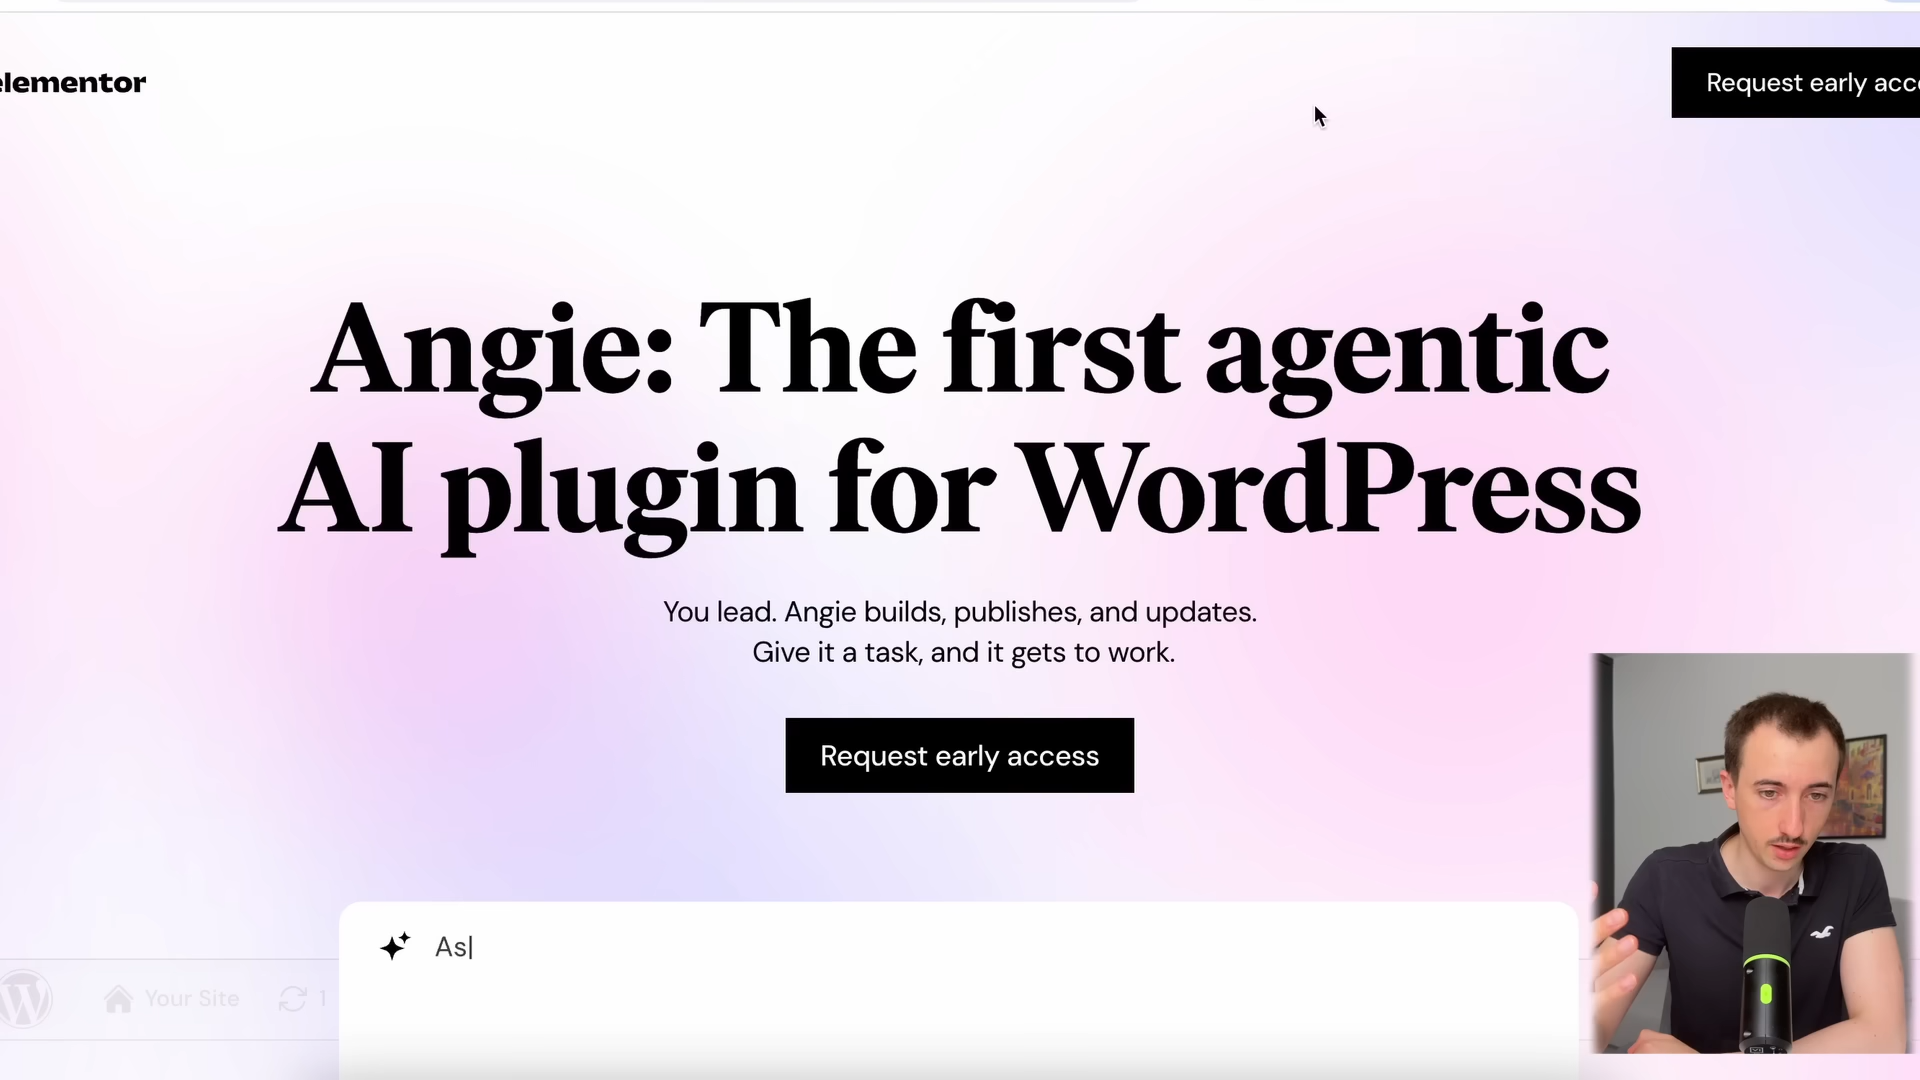 elementor
Request early acc
Angie: The first agentic
AI plugin for WordPress
You lead. Angie builds, publishes, and updates.
Give it a task, and it gets to work.
Request early access
As
Your Site
1